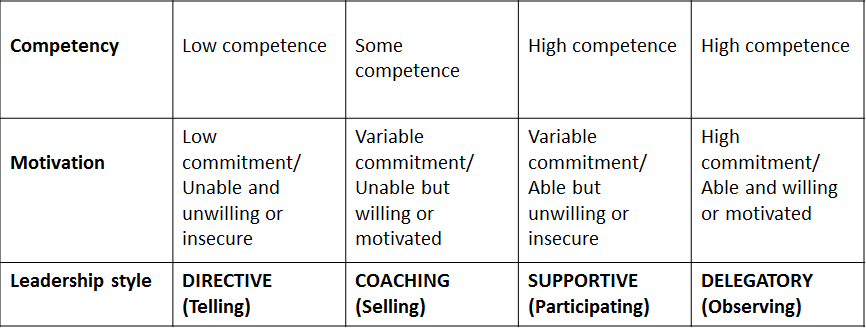 Competency
Low competence
Some
competence
High competence
High competence
Motivation
Low
commitment/
Unable and
unwilling or
insecure
Variable
commitment/
Unable but
willing or
motivated
Variable
commitment/
Able but
unwilling or
insecure
High
commitment/
Able and willing
or motivated
Leadership style
DIRECTIVE
(Telling)
COACHING
(Selling)
SUPPORTIVE
(Participating)
DELEGATORY
(Observing)